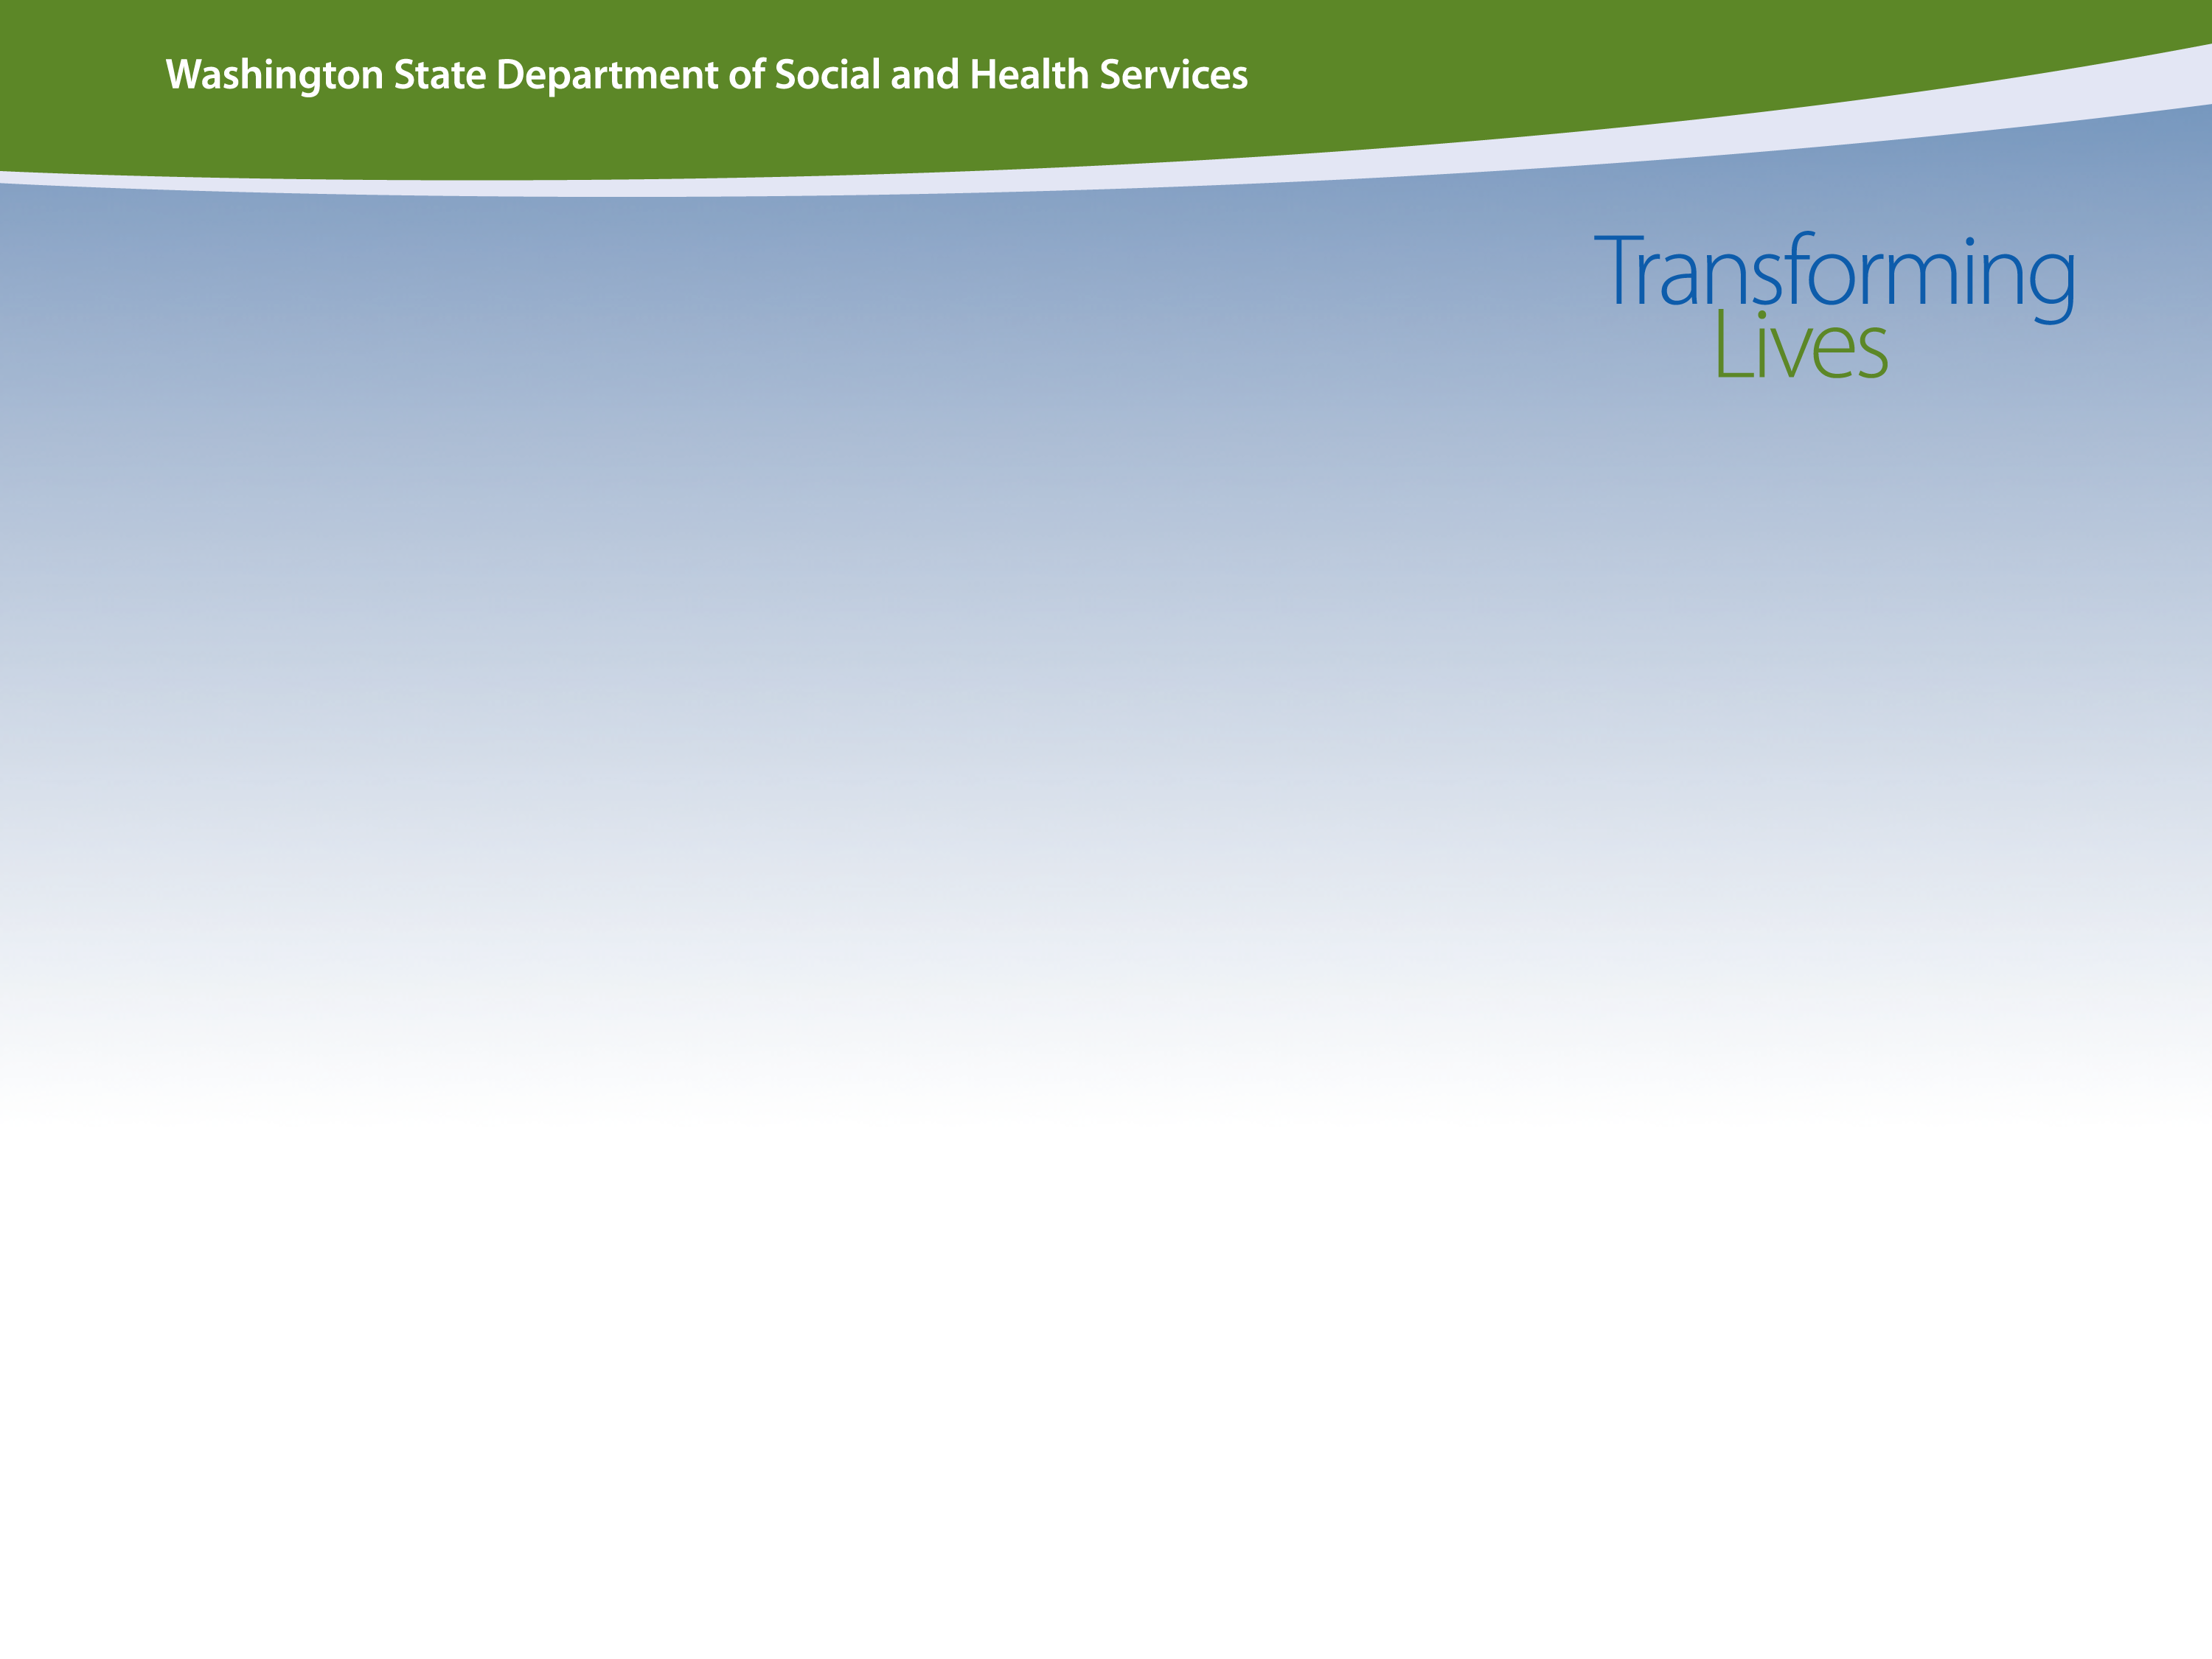 Washington State Department of Social and Health Services
Transforming
Lives